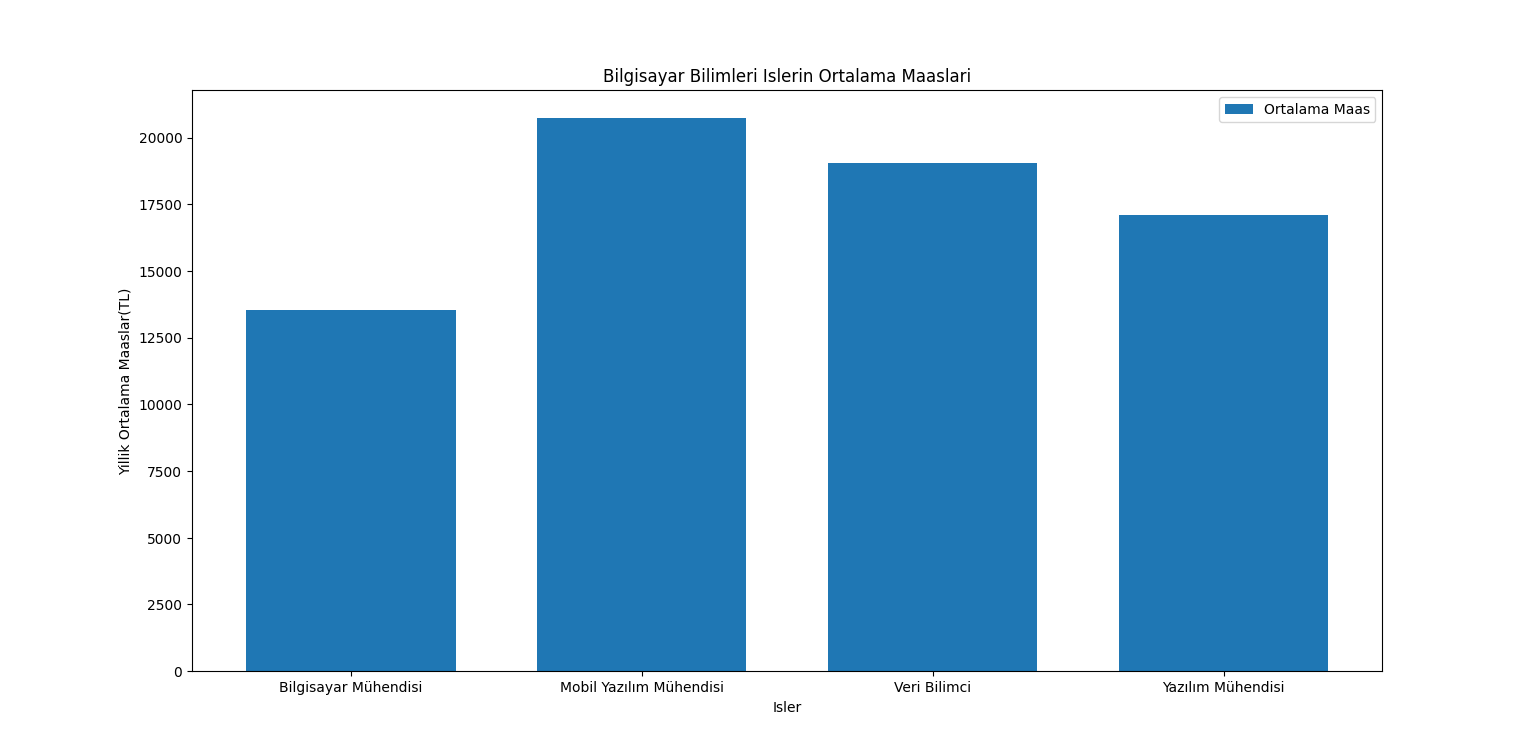 Bilgisayar Bilimleri Islerin Ortalama Maaslari
Ortalama Maas
Yillik Ortalama Maaslar(TL)
20000
17500
15000
12500
10000
7500
5000
2500
0
Bilgisayar Mühendisi
Mobil Yazılım Mühendisi
Veri Bilimci
Yazılım Mühendisi
Isler